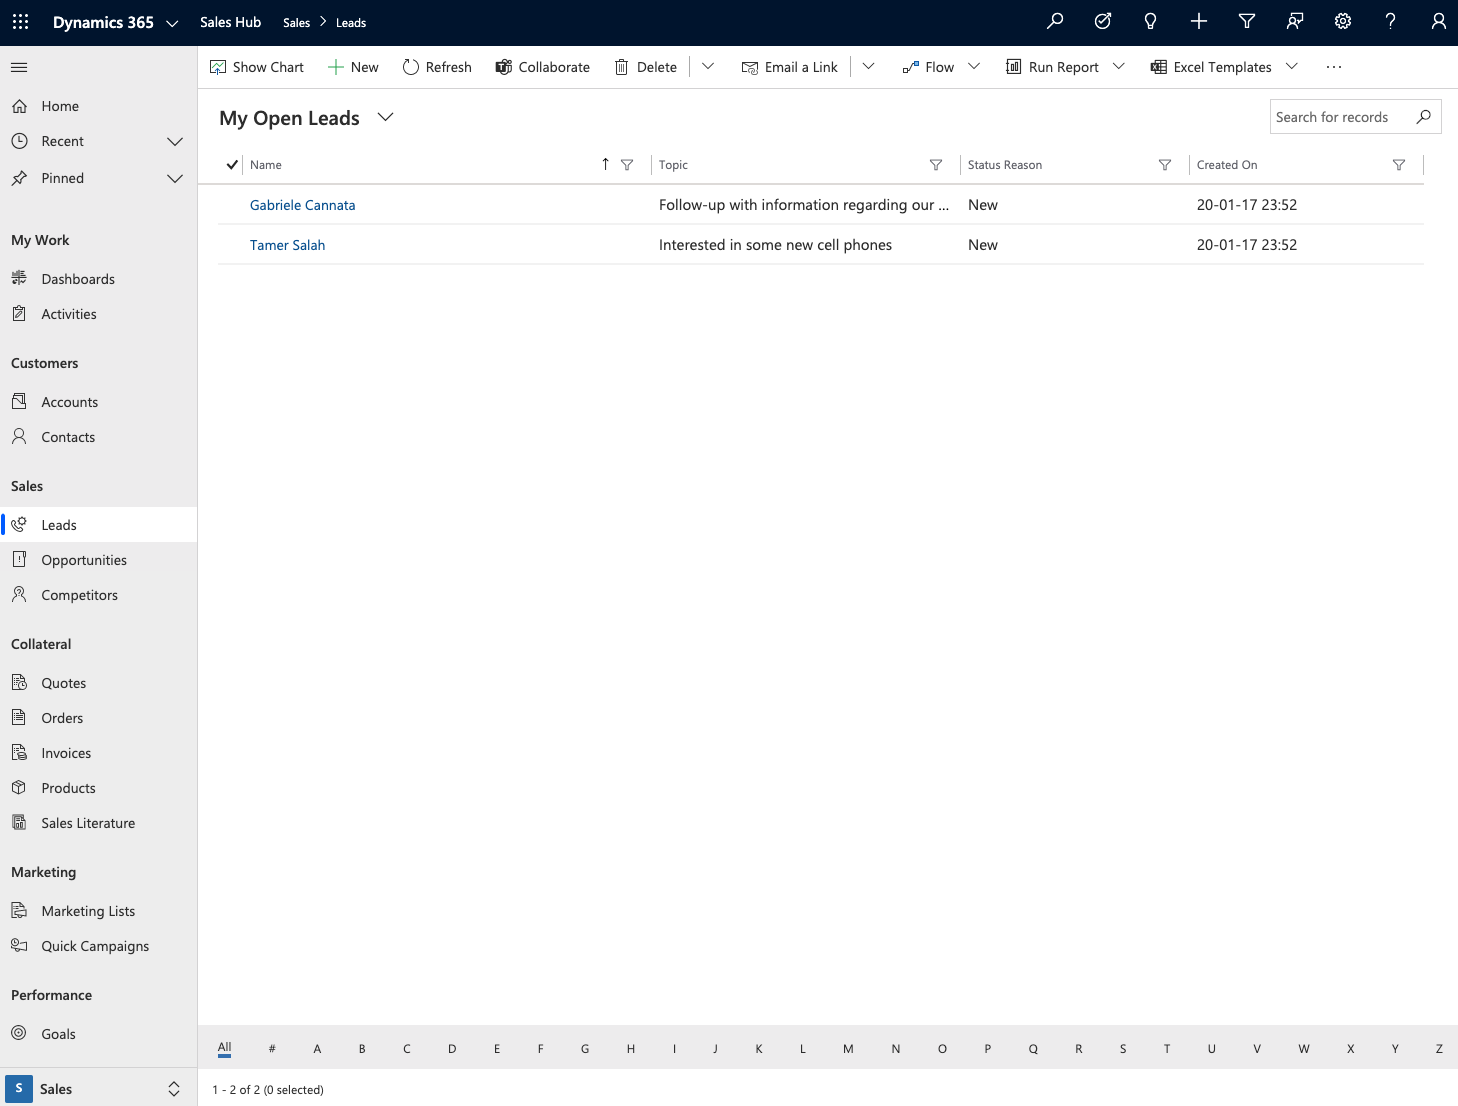 Dynamics 365 Sales Hub Sales Leads
Show Chart New Refresh Collaborate Delete Email a Link Flow Run Report Excel Templates
Home
Recent
Pinned
My Work
Dashboards
Activities
Customers
Accounts
Contacts
Sales
Leads
Opportunities
Competitors
Collateral
Quotes
Orders
Invoices
Products
Sales Literature
Marketing
Marketing Lists
Quick Campaigns
Performance
Goals
S Sales
My Open Leads
Search for records
Name Topic Status Reason Created On
Gabriele Cannata Follow-up with information regarding our ... New 20-01-17 23:52
Tamer Salah Interested in some new cell phones New 20-01-17 23:52
All # A B C D E F G H I J K L M N O P Q R S T U V W X Y Z
1 - 2 of 2 (0 selected)